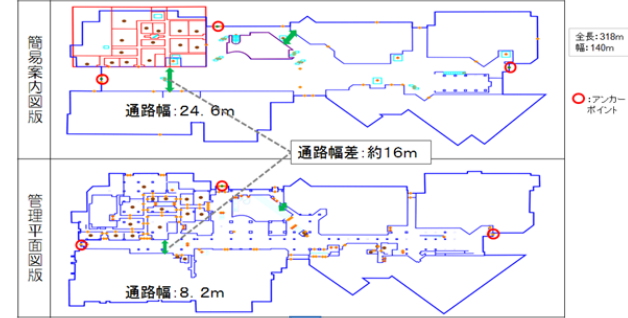 簡易案内図版
通路幅:24.6m
全長:318m
幅:140m
○:アンカー
ポイント
通路幅差:約16m
管理平面図版
通路幅:8.2m